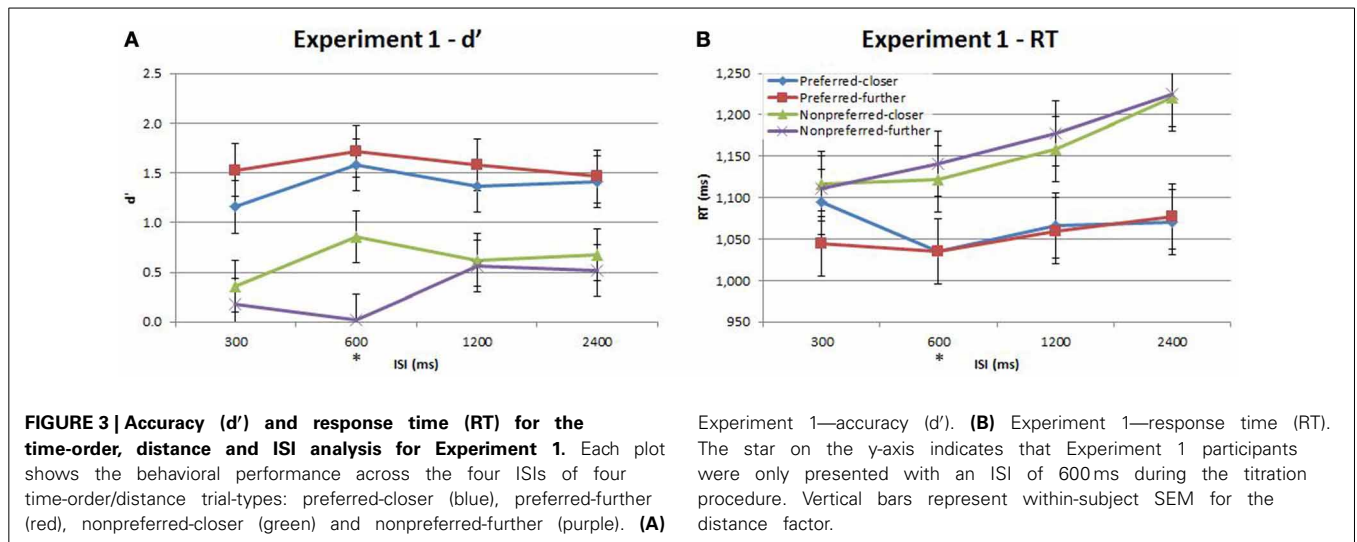 A
Experiment 1 - d'
2.5
2.0
1.5
1.0
0.5
0.0
d'
300 600 1200 2400
*
ISI (ms)
B
Experiment 1 - RT
1,250
1,200
1,150
1,100
1,050
1,000
950
RT (ms)
Preferred-closer
Preferred-further
Nonpreferred-closer
Nonpreferred-further
300 600 1200 2400
*
ISI (ms)
FIGURE 3 | Accuracy (d′) and response time (RT) for the
time-order, distance and ISI analysis for Experiment 1. Each plot
shows the behavioral performance across the four ISIs of four
time-order/distance trial-types: preferred-closer (blue), preferred-further
(red), nonpreferred-closer (green) and nonpreferred-further (purple). (A)
Experiment 1—accuracy (d′). (B) Experiment 1—response time (RT).
The star on the y-axis indicates that Experiment 1 participants
were only presented with an ISI of 600 ms during the titration
procedure. Vertical bars represent within-subject SEM for the
distance factor.